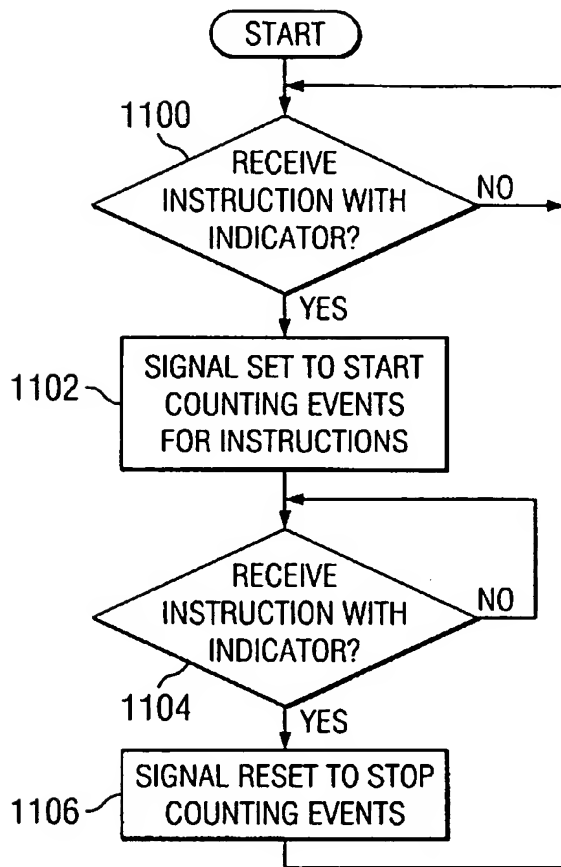 START
1100
RECEIVE
INSTRUCTION WITH
INDICATOR?
NO
YES
1102
SIGNAL SET TO START
COUNTING EVENTS
FOR INSTRUCTIONS
RECEIVE
INSTRUCTION WITH
INDICATOR?
NO
1104
YES
1106
SIGNAL RESET TO STOP
COUNTING EVENTS